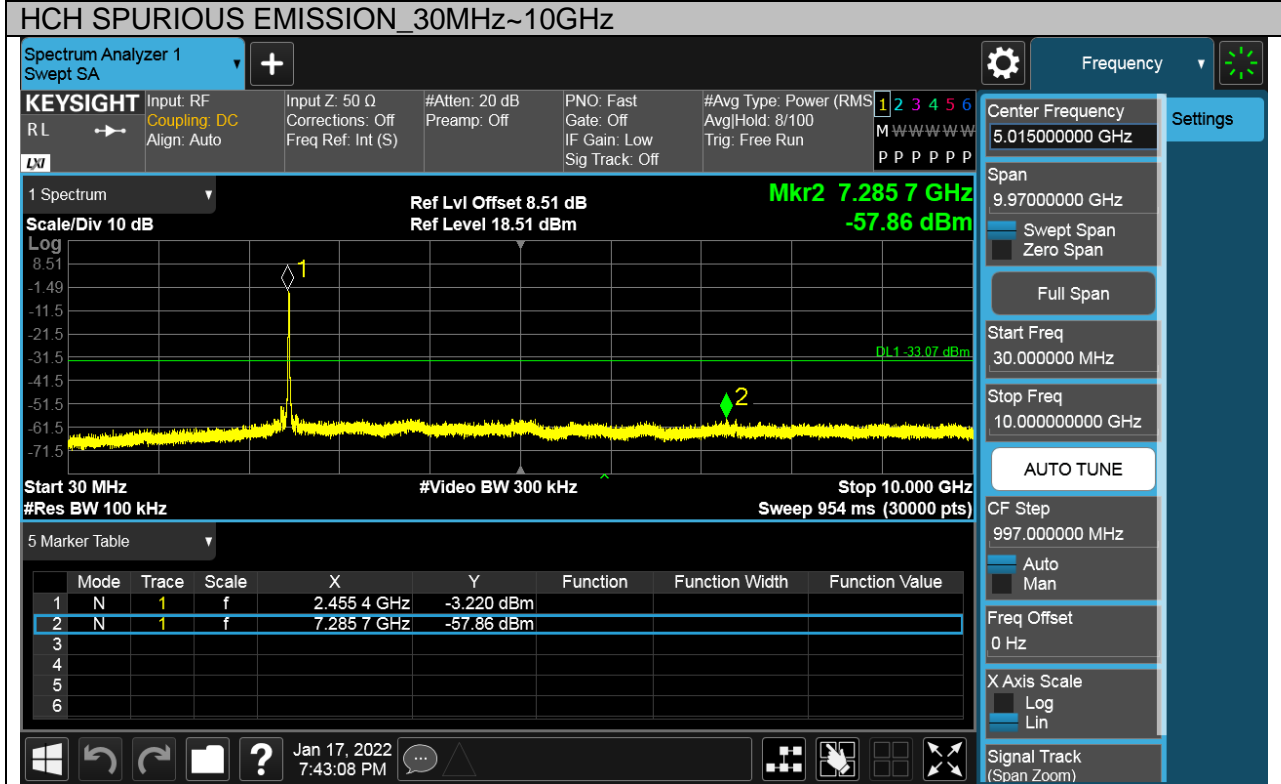 HCH SPURIOUS EMISSION_30MHz~10GHz
Spectrum Analyzer 1
Swept SA
+
Frequency
KEYSIGHT
RL
LXI
Input: RF
Coupling: DC
Align: Auto
Input Z: 50 Ω
Corrections: Off
Freq Ref: Int (S)
#Atten: 20 dB
Preamp: Off
PNO: Fast
Gate: Off
IF Gain: Low
Sig Track: Off
#Avg Type: Power (RMS
Avg|Hold: 8/100
Trig: Free Run
1 2 3 4 5 6
M W W W W W
P P P P P P
1 Spectrum
Scale/Div 10 dB
Ref Lvl Offset 8.51 dB
Ref Level 18.51 dBm
Mkr2 7.285 7 GHz
-57.86 dBm
Log
8.51
-1.49
-11.5
-21.5
-31.5
-41.5
-51.5
-61.5
-71.5
1
DL1 -33.07 dBm
2
Start 30 MHz
#Video BW 300 kHz
Stop 10.000 GHz
#Res BW 100 kHz
Sweep 954 ms (30000 pts)
5 Marker Table
Mode Trace Scale X Y Function Function Width Function Value
1 N 1 f 2.455 4 GHz -3.220 dBm
2 N 1 f 7.285 7 GHz -57.86 dBm
3
4
5
6
?
Jan 17, 2022
7:43:08 PM
Center Frequency
5.015000000 GHz
Settings
Span
9.97000000 GHz
Swept Span
Zero Span
Full Span
Start Freq
30.000000 MHz
Stop Freq
10.000000000 GHz
AUTO TUNE
CF Step
997.000000 MHz
Auto
Man
Freq Offset
0 Hz
X Axis Scale
Log
Lin
Signal Track
(Span Zoom)